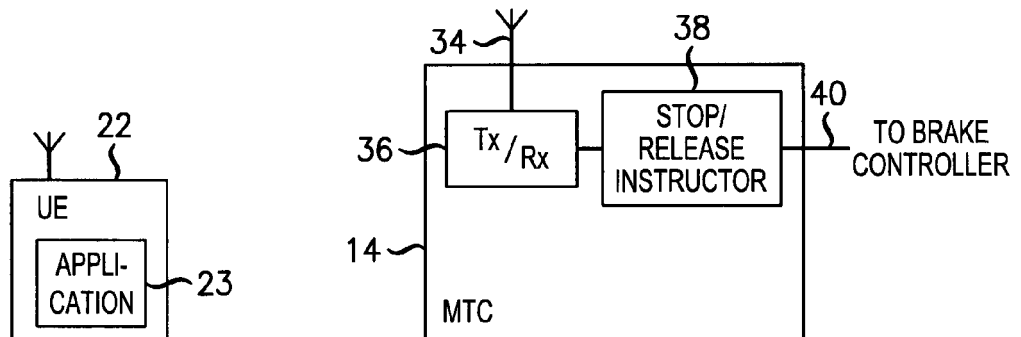 22
UE
APPLI-
CATION
23
34
38
36
Tx/Rx
STOP/
RELEASE
INSTRUCTOR
40
TO BRAKE
CONTROLLER
14
MTC